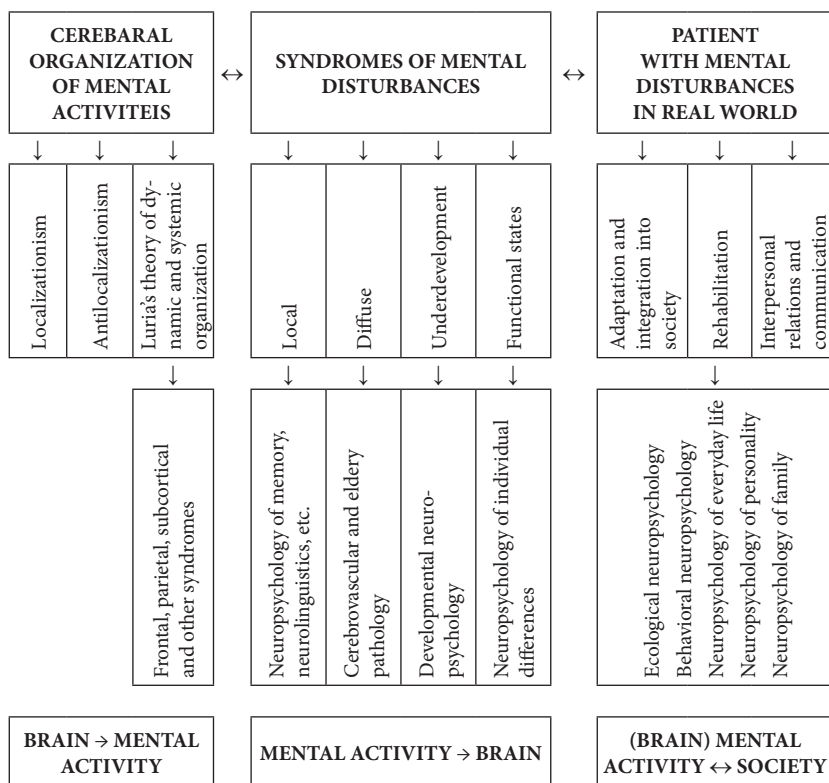 CEREBARAL
ORGANIZATION
OF MENTAL
ACTIVITEIS
↔
SYNDROMES OF MENTAL
DISTURBANCES
↔
PATIENT
WITH MENTAL
DISTURBANCES
IN REAL WORLD
↓ ↓ ↓ ↓ ↓ ↓ ↓ ↓ ↓ ↓
Localizationism
Antilocalizationism
Luria's theory of dy-
namic and systemic
organization
Local
Diffuse
Underdevelopment
Functional states
Adaptation and
integration into
society
Rehabilitation
Interpersonal
relations and
communication
↓ ↓ ↓ ↓ ↓ ↓
Frontal, parietal, subcortical
and other syndromes
Neuropsychology of memory,
neurolinguistics, etc.
Cerebrovascular and eldery
pathology
Developmental neuro-
psychology
Neuropsychology of individual
differences
Ecological neuropsychology
Behavioral neuropsychology
Neuropsychology of everyday life
Neuropsychology of personality
Neuropsychology of family
BRAIN → MENTAL
ACTIVITY
MENTAL ACTIVITY → BRAIN
(BRAIN) MENTAL
ACTIVITY ↔ SOCIETY